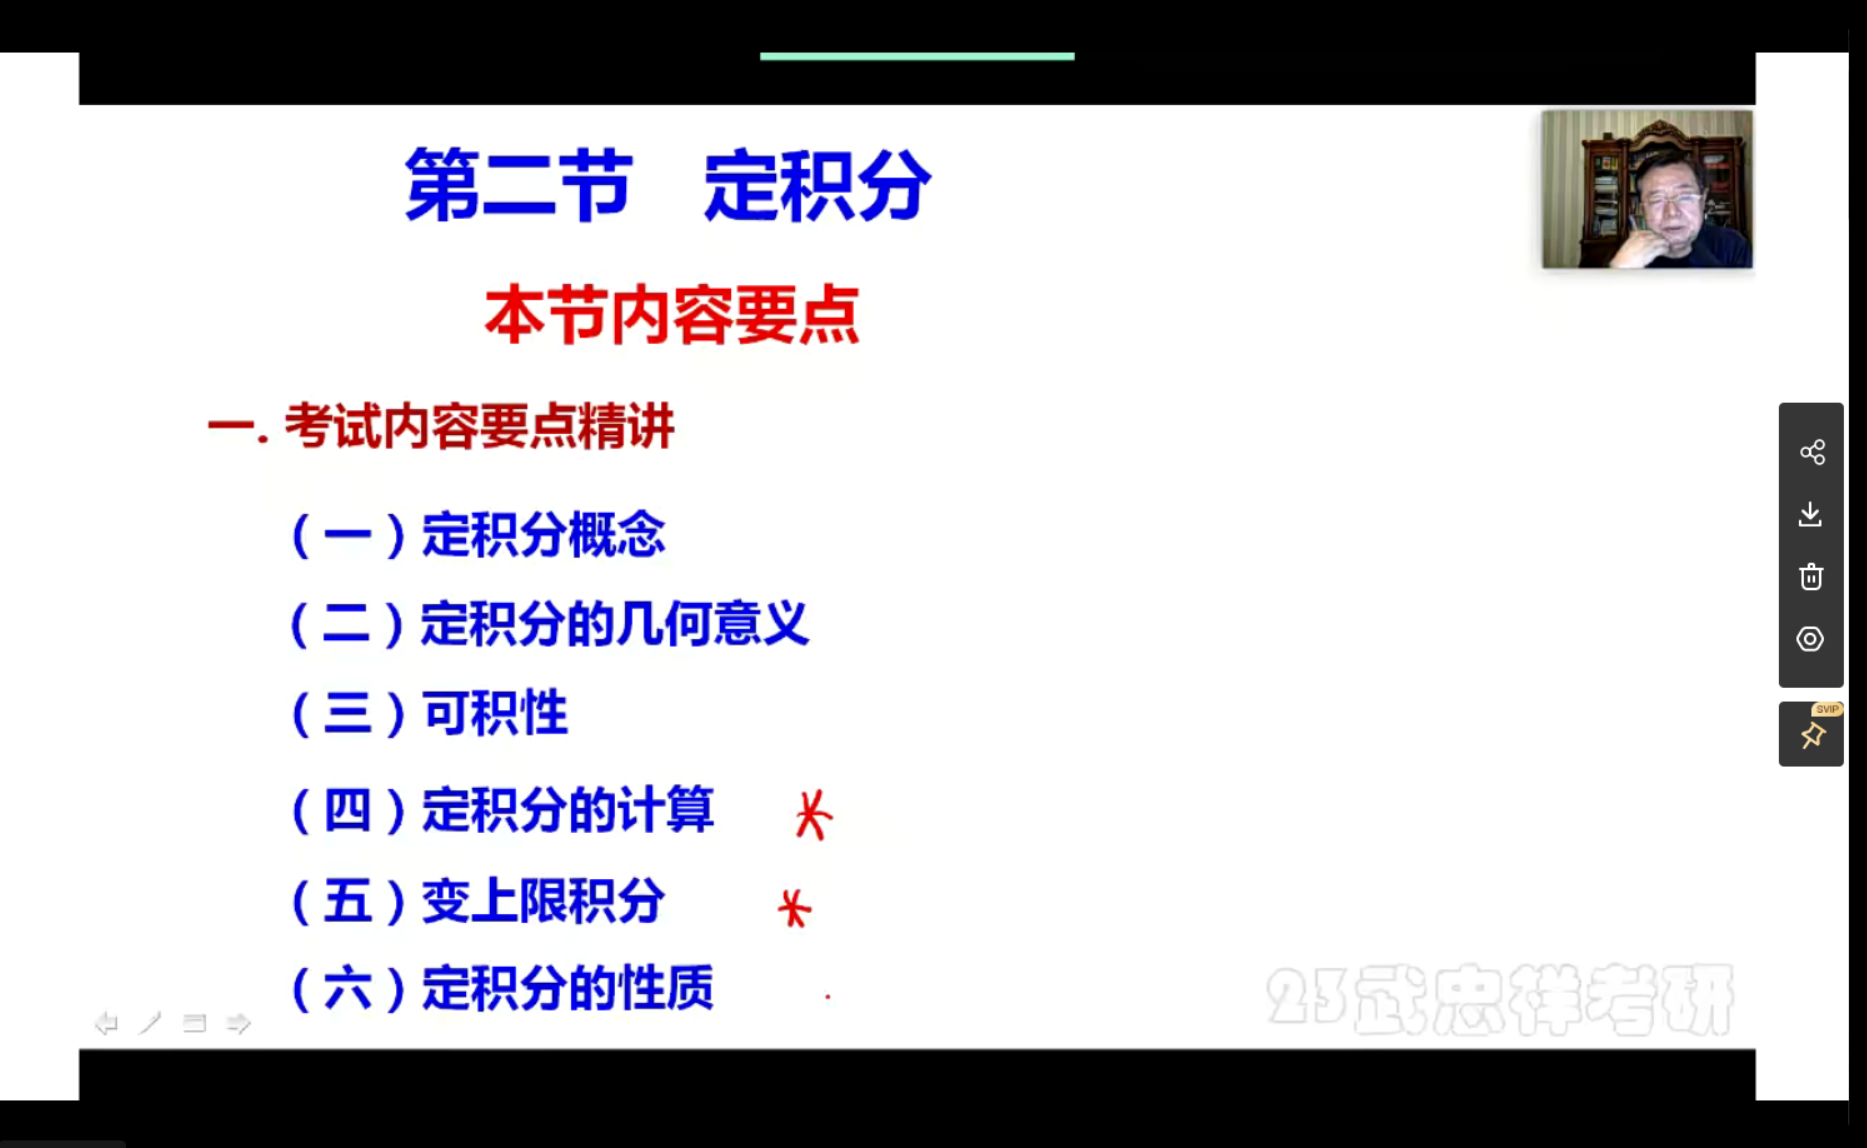 第二节 定积分
本节内容要点
一. 考试内容要点精讲
（一）定积分概念
（二）定积分的几何意义
（三）可积性
（四）定积分的计算
（五）变上限积分
（六）定积分的性质
SVIP
23武忠祥考研